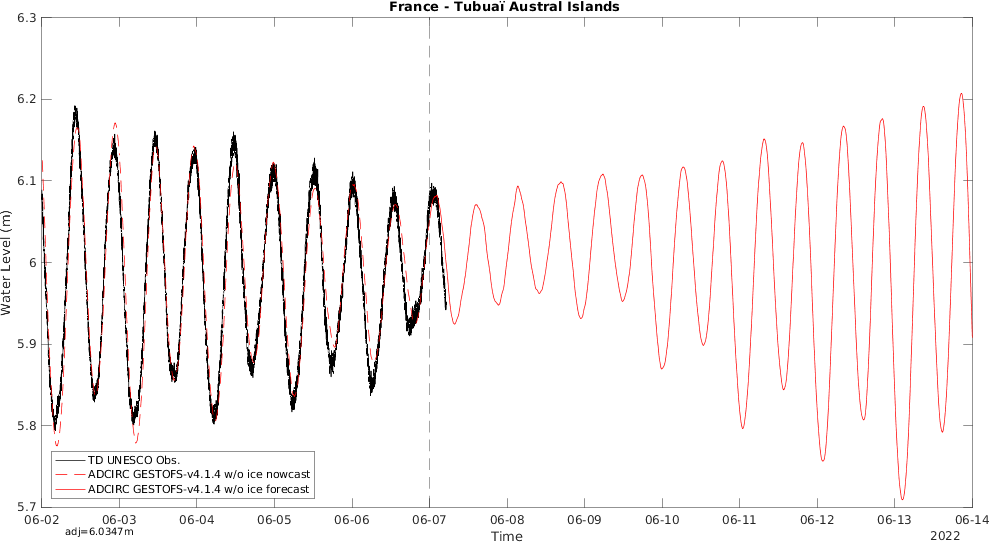 France - Tubuaï Austral Islands
6.3
6.2
6.1
6
5.9
5.8
5.7
Water Level (m)
TD UNESCO Obs.
ADCIRC GESTOFS-v4.1.4 w/o ice nowcast
ADCIRC GESTOFS-v4.1.4 w/o ice forecast
06-02 06-03 06-04 06-05 06-06 06-07 06-08 06-09 06-10 06-11 06-12 06-13 06-14
adj=6.0347m
Time
2022